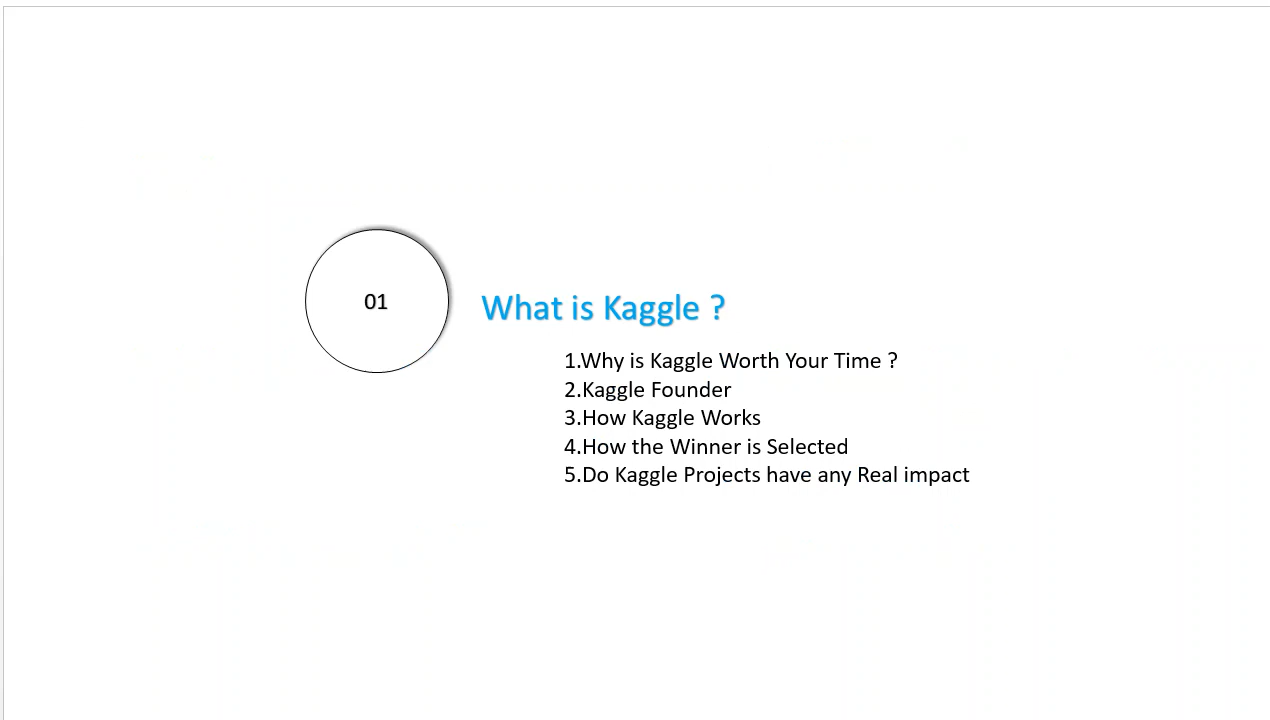 01
What is Kaggle ?
1.Why is Kaggle Worth Your Time ?
2.Kaggle Founder
3.How Kaggle Works
4.How the Winner is Selected
5.Do Kaggle Projects have any Real impact